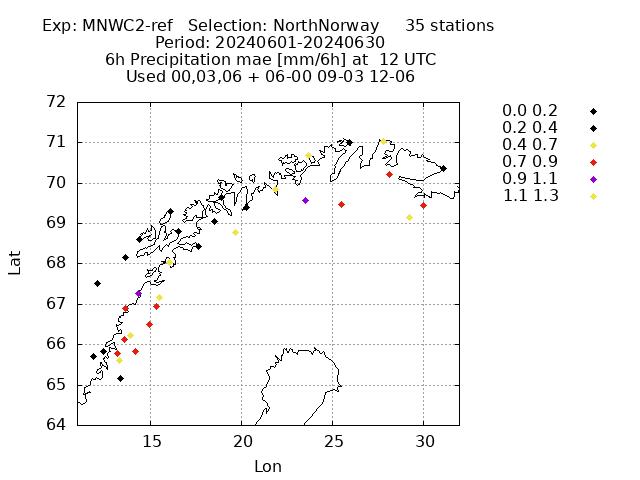 Exp: MNWC2-ref   Selection: NorthNorway     35 stations
Period: 20240601-20240630
6h Precipitation mae [mm/6h] at  12 UTC
Used 00,03,06 + 06-00 09-03 12-06
0.0 0.2
0.2 0.4
0.4 0.7
0.7 0.9
0.9 1.1
1.1 1.3
72
71
70
69
68
67
66
65
64
Lat
15 20 25 30
Lon